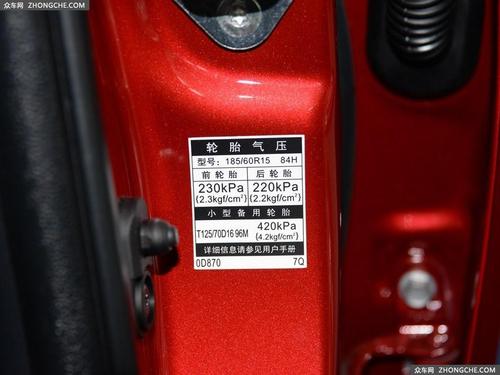 众车网 ZHONGCHE.COM
轮胎气压
型号: 185/60R15 84H
前轮胎 后轮胎
230kPa 220kPa
(2.3kgf/cm²) (2.2kgf/cm²)
小型备用轮胎
T125/70D16 96M 420kPa
(4.2kgf/cm²)
详细信息请参见用户手册
0D870 7Q
众车网 ZHONGCHE.COM